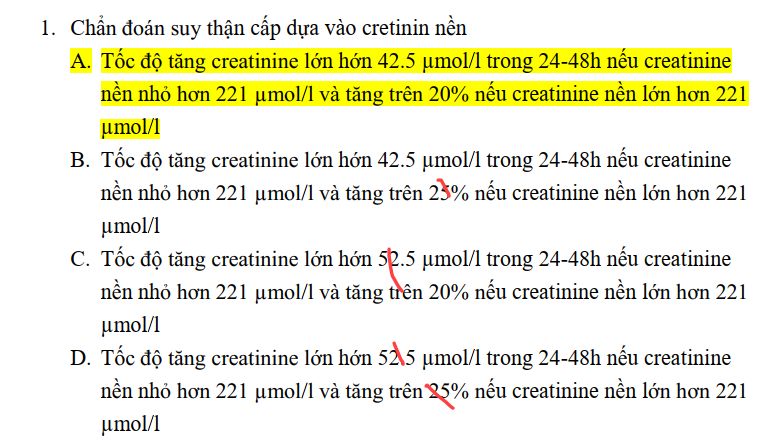 1. Chẩn đoán suy thận cấp dựa vào cretinin nền
A. Tốc độ tăng creatinine lớn hớn 42.5 µmol/l trong 24-48h nếu creatinine
nền nhỏ hơn 221 µmol/l và tăng trên 20% nếu creatinine nền lớn hơn 221
µmol/l
B. Tốc độ tăng creatinine lớn hớn 42.5 µmol/l trong 24-48h nếu creatinine
nền nhỏ hơn 221 µmol/l và tăng trên 25% nếu creatinine nền lớn hơn 221
µmol/l
C. Tốc độ tăng creatinine lớn hớn 52.5 µmol/l trong 24-48h nếu creatinine
nền nhỏ hơn 221 µmol/l và tăng trên 20% nếu creatinine nền lớn hơn 221
µmol/l
D. Tốc độ tăng creatinine lớn hớn 52.5 µmol/l trong 24-48h nếu creatinine
nền nhỏ hơn 221 µmol/l và tăng trên 25% nếu creatinine nền lớn hơn 221
µmol/l